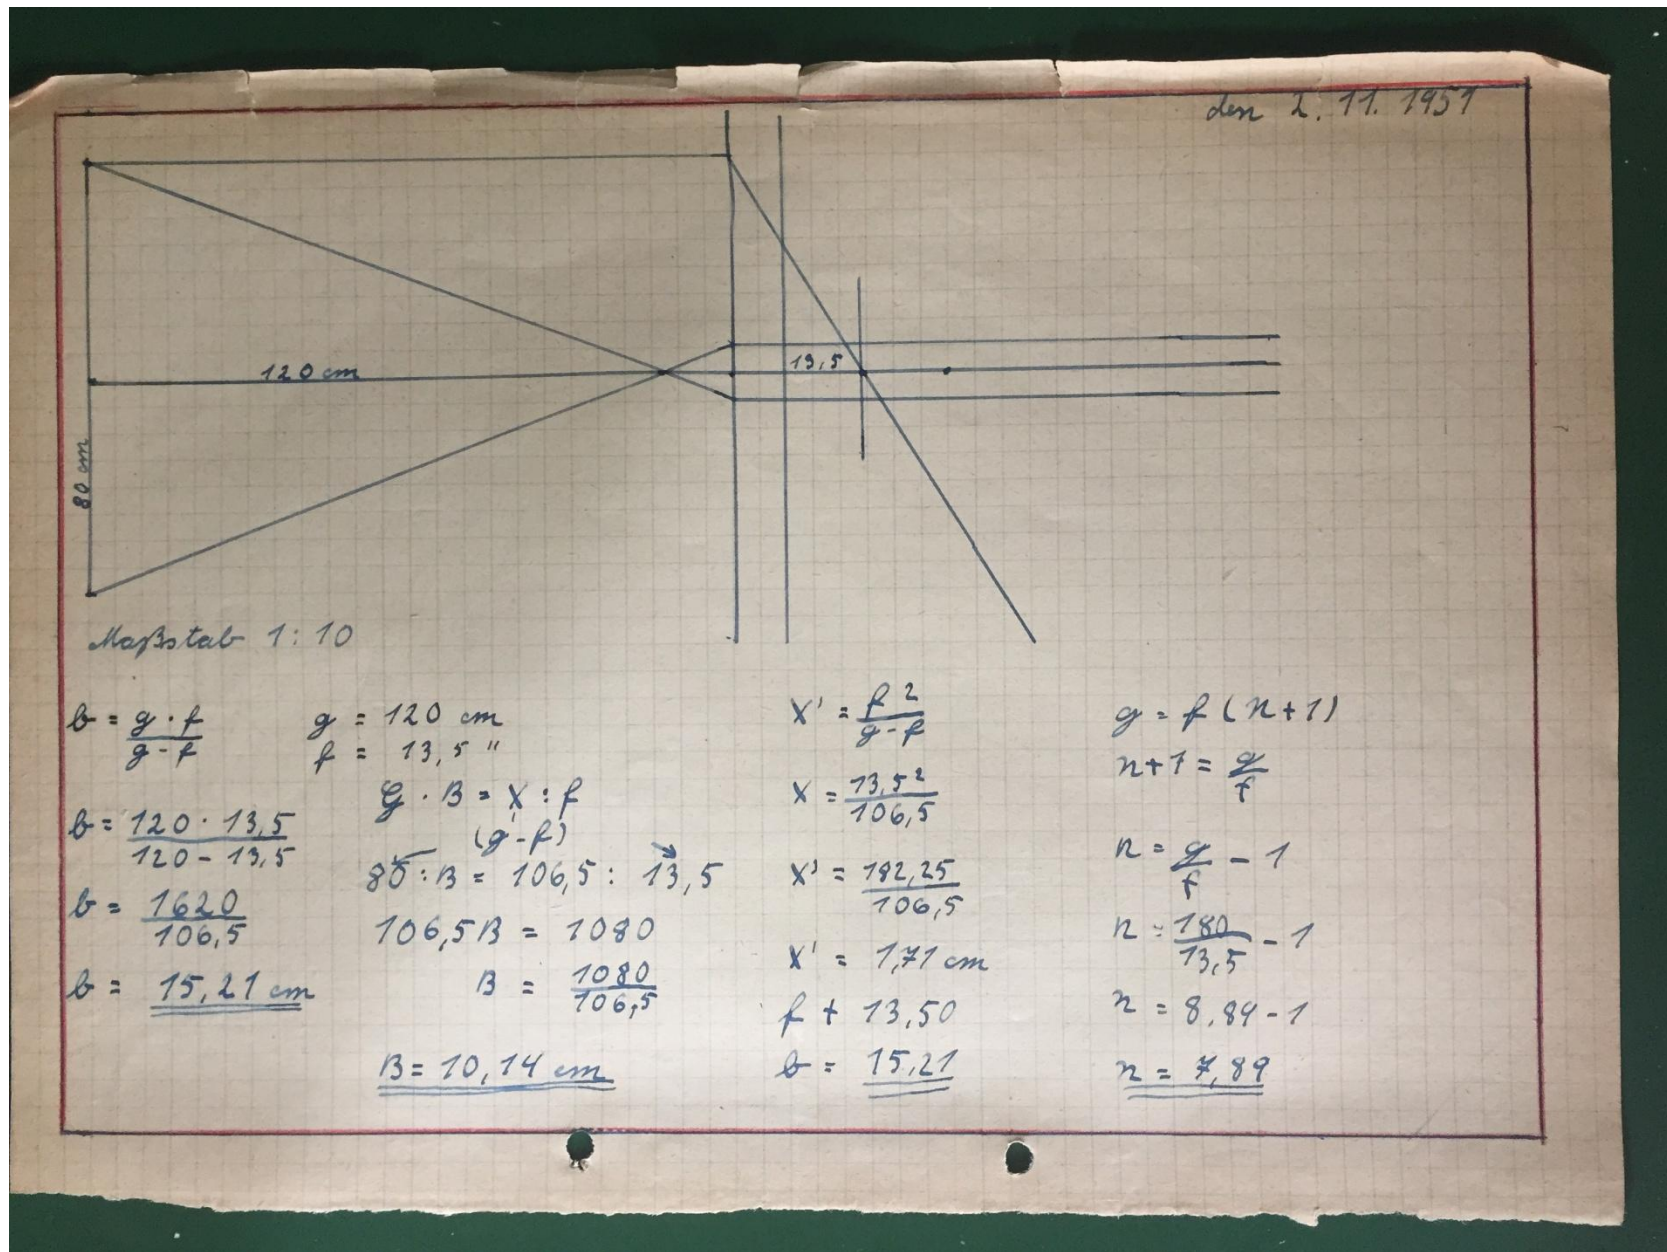 den 2. 11. 1951
120 cm
13,5
80 cm
Maßstab 1:10
b = g · f / g - f
b = 120 · 13,5 / 120 - 13,5
b = 1620 / 106,5
b = 15,21 cm
g = 120 cm
f = 13,5 "
G · B = X : f
(g - f)
80 : B = 106,5 : 13,5
106,5 B = 1080
B = 1080 / 106,5
B = 10,14 cm
X' = f² / g - f
X = 13,5² / 106,5
X' = 182,25 / 106,5
X' = 1,71 cm
f + 13,50
b = 15,21
g = f (n+1)
n+1 = g / f
n = g / f - 1
n = 180 / 13,5 - 1
n = 8,89 - 1
n = 7,89